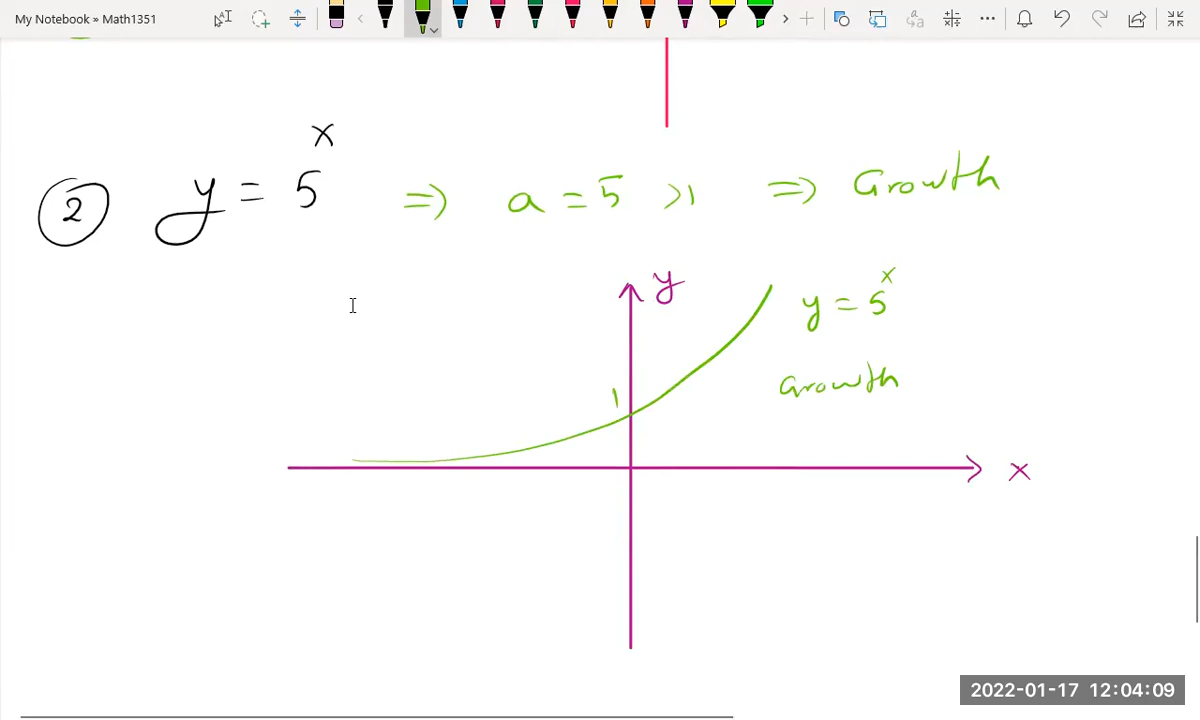 My Notebook » Math1351
② y = 5^x ⇒ a = 5 >1 ⇒ Growth
y
y = 5^x
Growth
1
x
2022-01-17 12:04:09